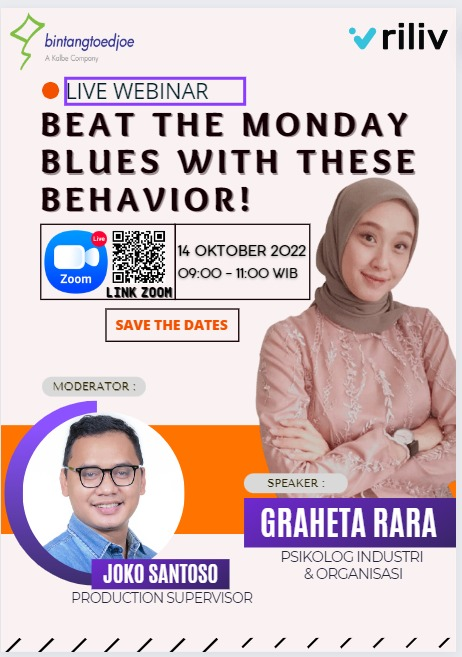 bintangtoedjoe
A Kalbe Company
riliv
LIVE WEBINAR
BEAT THE MONDAY
BLUES WITH THESE
BEHAVIOR!
Live
Zoom
LINK ZOOM
14 OKTOBER 2022
09:00 - 11:00 WIB
SAVE THE DATES
MODERATOR :
JOKO SANTOSO
PRODUCTION SUPERVISOR
SPEAKER :
GRAHETA RARA
PSIKOLOG INDUSTRI
& ORGANISASI